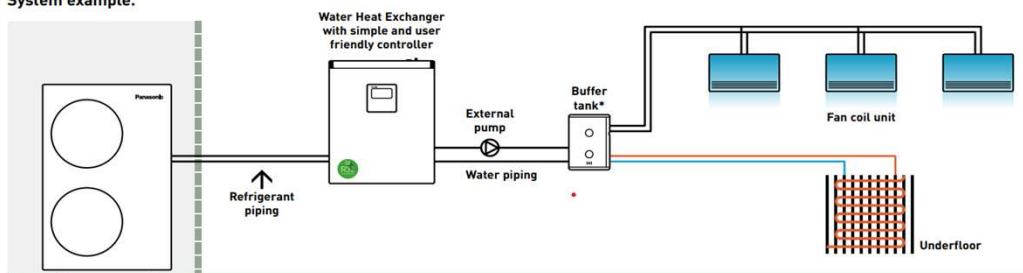 System example:
Water Heat Exchanger
with simple and user
friendly controller
Panasonic
External
pump
Buffer
tank*
Fan coil unit
Water piping
Refrigerant
piping
Underfloor